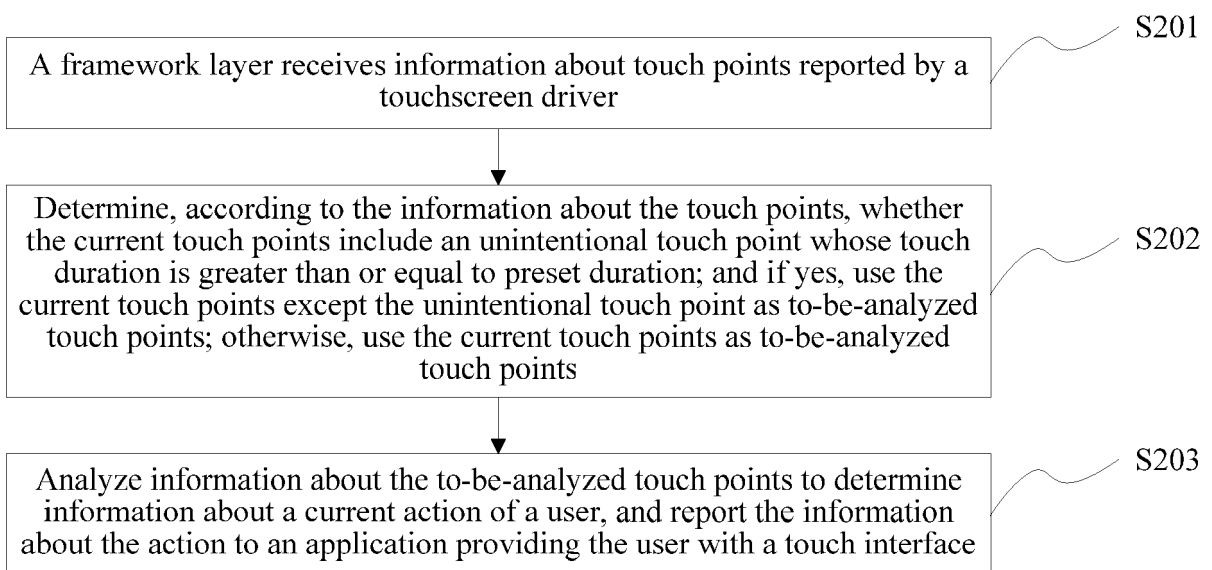 S201
A framework layer receives information about touch points reported by a
touchscreen driver
Determine, according to the information about the touch points, whether
the current touch points include an unintentional touch point whose touch
duration is greater than or equal to preset duration; and if yes, use the
current touch points except the unintentional touch point as to-be-analyzed
touch points; otherwise, use the current touch points as to-be-analyzed
touch points
S202
Analyze information about the to-be-analyzed touch points to determine
information about a current action of a user, and report the information
about the action to an application providing the user with a touch interface
S203